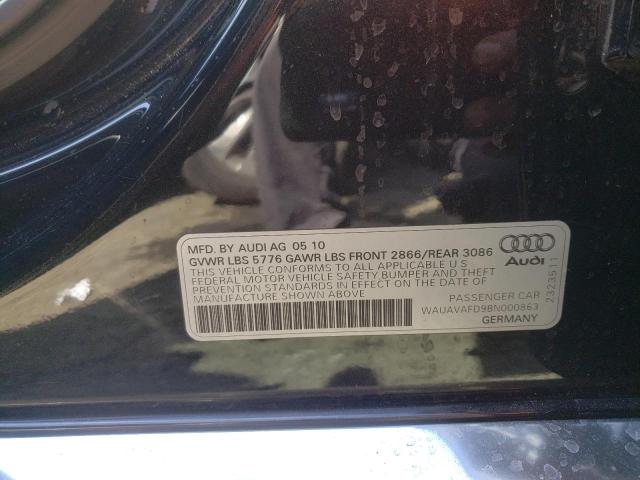 MFD. BY AUDI AG 05 10
GVWR LBS 5776 GAWR LBS FRONT 2866/REAR 3086
THIS VEHICLE CONFORMS TO ALL APPLICABLE U S
FEDERAL MOTOR VEHICLE SAFETY BUMPER AND THEFT
PREVENTION STANDARDS IN EFFECT ON THE DATE OF
MANUFACTURE SHOWN ABOVE
Audi
PASSENGER CAR
WAUAVAFD9BN000863
GERMANY
2323511